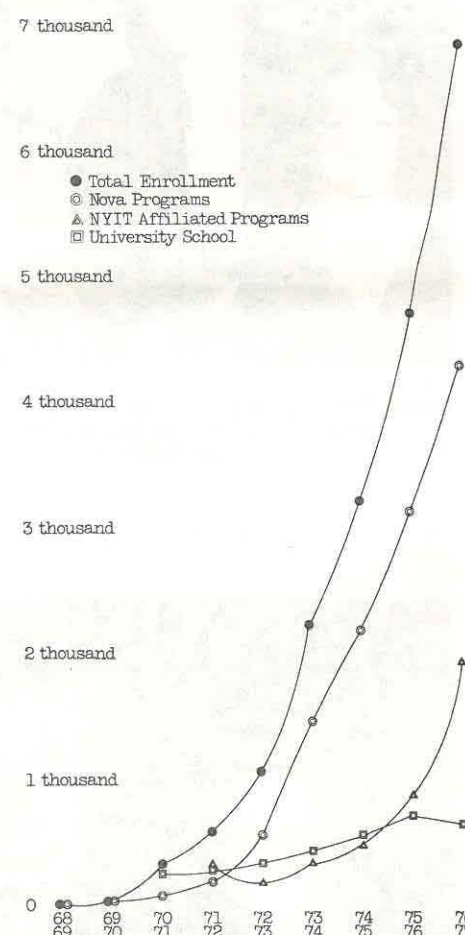 7 thousand
6 thousand
Total Enrollment
Nova Programs
NYIT Affiliated Programs
University School
5 thousand
4 thousand
3 thousand
2 thousand
1 thousand
0
68 69 70 71 72 73 74 75
69 70 71 72 73 74 75 76